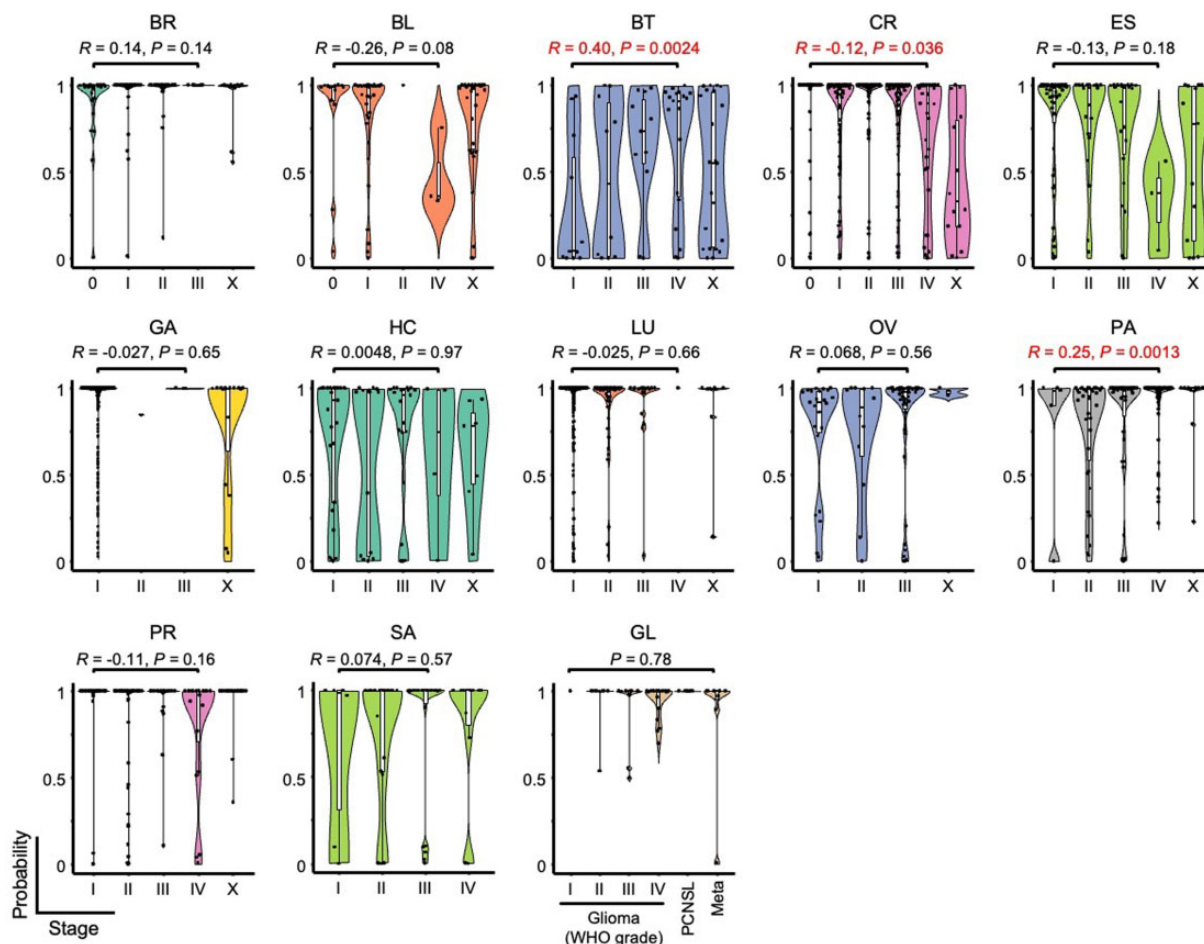 BR
R = 0.14, P = 0.14
1
0.5
0
0 I II III X
BL
R = -0.26, P = 0.08
1
0.5
0
0 I II IV X
BT
R = 0.40, P = 0.0024
1
0.5
0
I II III IV X
CR
R = -0.12, P = 0.036
1
0.5
0
0 I II III IV X
ES
R = -0.13, P = 0.18
1
0.5
0
I II III IV X
GA
R = -0.027, P = 0.65
1
0.5
0
I II III X
HC
R = 0.0048, P = 0.97
1
0.5
0
I II III IV X
LU
R = -0.025, P = 0.66
1
0.5
0
I II III IV X
OV
R = 0.068, P = 0.56
1
0.5
0
I II III X
PA
R = 0.25, P = 0.0013
1
0.5
0
I II III IV X
PR
R = -0.11, P = 0.16
1
0.5
0
I II III IV X
Probability
Stage
SA
R = 0.074, P = 0.57
1
0.5
0
I II III IV
GL
P = 0.78
1
0.5
0
I II III IV PCNSL Meta
Glioma
(WHO grade)